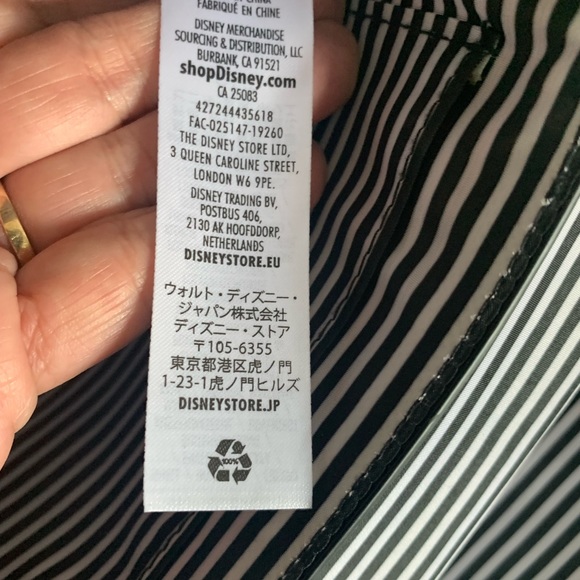 FABRIQUÉ EN CHINE
DISNEY MERCHANDISE
SOURCING & DISTRIBUTION, LLC
BURBANK, CA 91521
shopDisney.com
CA 25083
427244435618
FAC-025147-19260
THE DISNEY STORE LTD,
3 QUEEN CAROLINE STREET,
LONDON W6 9PE.
DISNEY TRADING BV,
POSTBUS 406,
2130 AK HOOFDDORP,
NETHERLANDS
DISNEYSTORE.EU
ウォルト・ディズニー・
ジャパン株式会社
ディズニー・ストア
〒105-6355
東京都港区虎ノ門
1-23-1虎ノ門ヒルズ
DISNEYSTORE.JP
100%